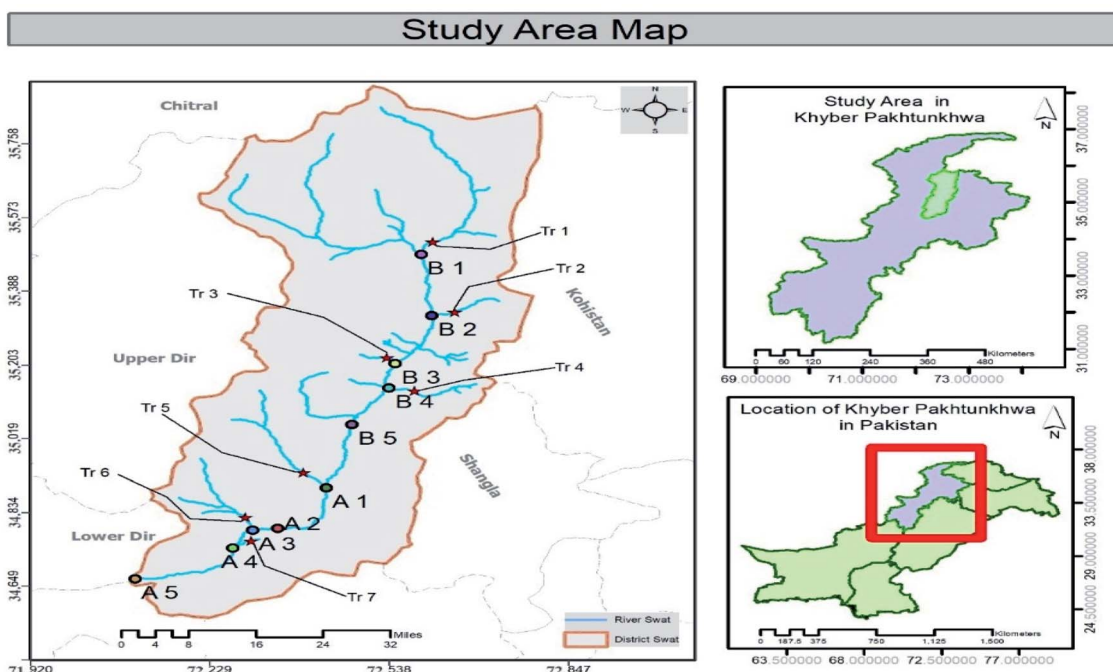 Study Area Map
Chitral
N
W E
S
Tr 1
B 1
Tr 2
Tr 3
B 2
Kohistan
Upper Dir
B 3
Tr 4
B 4
Tr 5
B 5
Shangla
Tr 6
A 1
A 2
Lower Dir
A 3
A 4
A 5
Tr 7
River Swat
District Swat
0 4 8 16 24 32
Miles
35.758
35.573
35.388
35.203
35.019
34.834
34.649
71.920 72.229 72.538 72.847
Study Area in
Khyber Pakhtunkhwa
N
0 60 120 240 360 480
Kilometers
69.000000 71.000000 73.000000
37.000000
35.000000
33.000000
31.000000
Location of Khyber Pakhtunkhwa
in Pakistan
N
0 187.5 375 750 1,125 1,500
Kilometers
63.500000 68.000000 72.500000 77.000000
38.000000
33.500000
29.000000
24.500000